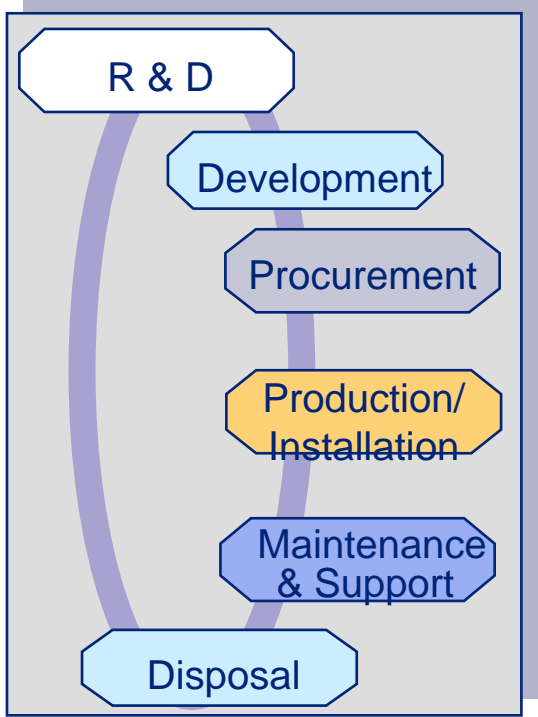 R & D
Development
Procurement
Production/
Installation
Maintenance
& Support
Disposal